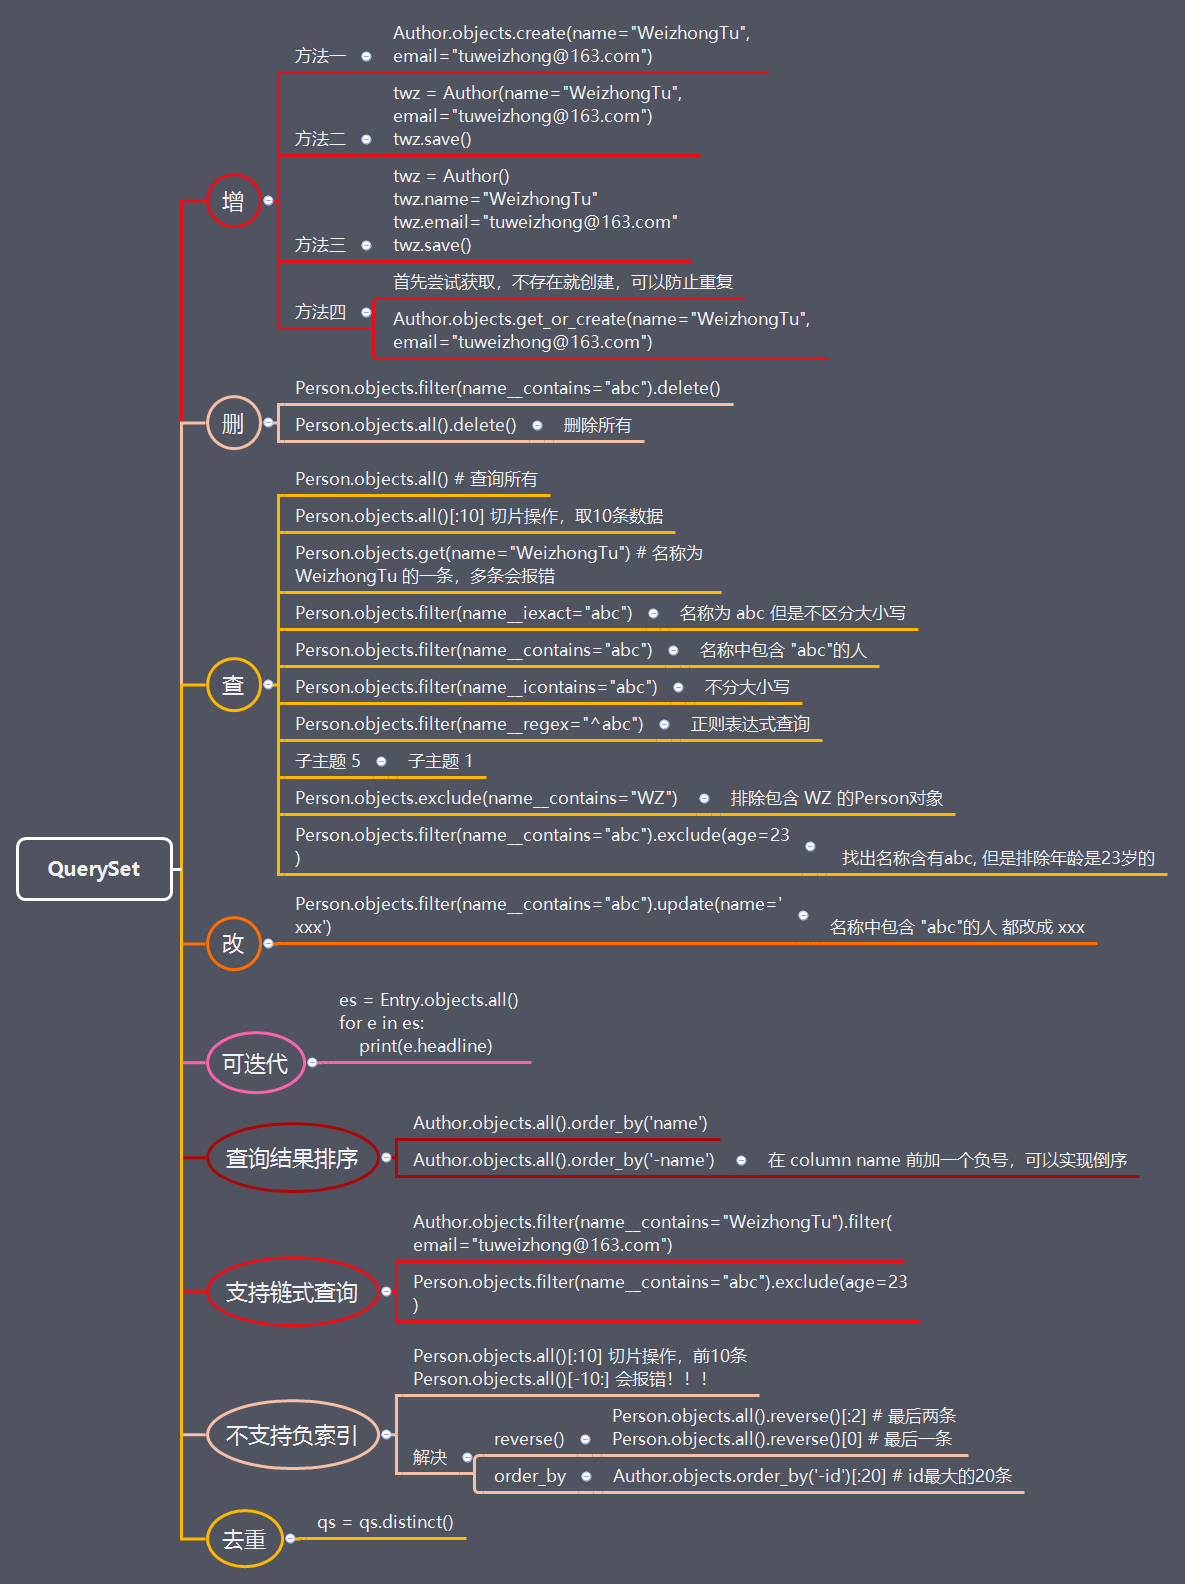 QuerySet
增
方法一
Author.objects.create(name="WeizhongTu",
email="tuweizhong@163.com")
方法二
twz = Author(name="WeizhongTu",
email="tuweizhong@163.com")
twz.save()
方法三
twz = Author()
twz.name="WeizhongTu"
twz.email="tuweizhong@163.com"
twz.save()
方法四
首先尝试获取，不存在就创建，可以防止重复
Author.objects.get_or_create(name="WeizhongTu",
email="tuweizhong@163.com")
删
Person.objects.filter(name__contains="abc").delete()
Person.objects.all().delete()
删除所有
查
Person.objects.all() # 查询所有
Person.objects.all()[:10] 切片操作，取10条数据
Person.objects.get(name="WeizhongTu") # 名称为
WeizhongTu 的一条，多条会报错
Person.objects.filter(name__iexact="abc")
名称为 abc 但是不区分大小写
Person.objects.filter(name__contains="abc")
名称中包含 "abc"的人
Person.objects.filter(name__icontains="abc")
不分大小写
Person.objects.filter(name__regex="^abc")
正则表达式查询
子主题 5
子主题 1
Person.objects.exclude(name__contains="WZ")
排除包含 WZ 的Person对象
Person.objects.filter(name__contains="abc").exclude(age=23
)
找出名称含有abc, 但是排除年龄是23岁的
改
Person.objects.filter(name__contains="abc").update(name='
xxx')
名称中包含 "abc"的人 都改成 xxx
可迭代
es = Entry.objects.all()
for e in es:
print(e.headline)
查询结果排序
Author.objects.all().order_by('name')
Author.objects.all().order_by('-name')
在 column name 前加一个负号，可以实现倒序
支持链式查询
Author.objects.filter(name__contains="WeizhongTu").filter(
email="tuweizhong@163.com")
Person.objects.filter(name__contains="abc").exclude(age=23
)
不支持负索引
Person.objects.all()[:10] 切片操作，前10条
Person.objects.all()[-10:] 会报错！！！
解决
reverse()
Person.objects.all().reverse()[:2] # 最后两条
Person.objects.all().reverse()[0] # 最后一条
order_by
Author.objects.order_by('-id')[:20] # id最大的20条
去重
qs = qs.distinct()